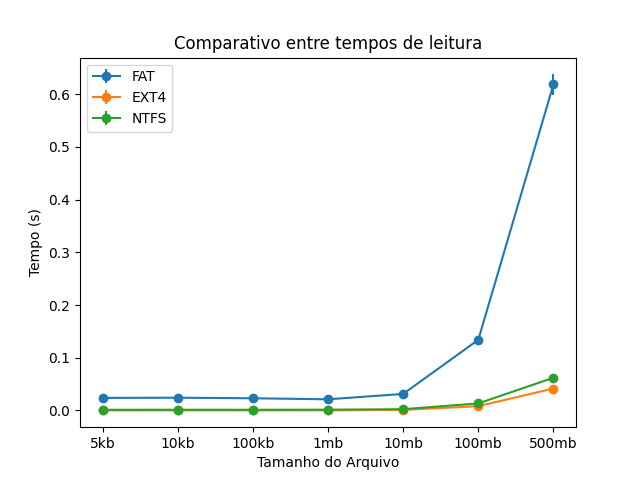 Comparativo entre tempos de leitura
FAT
EXT4
NTFS
Tempo (s)
0.6
0.5
0.4
0.3
0.2
0.1
0.0
5kb 10kb 100kb 1mb 10mb 100mb 500mb
Tamanho do Arquivo